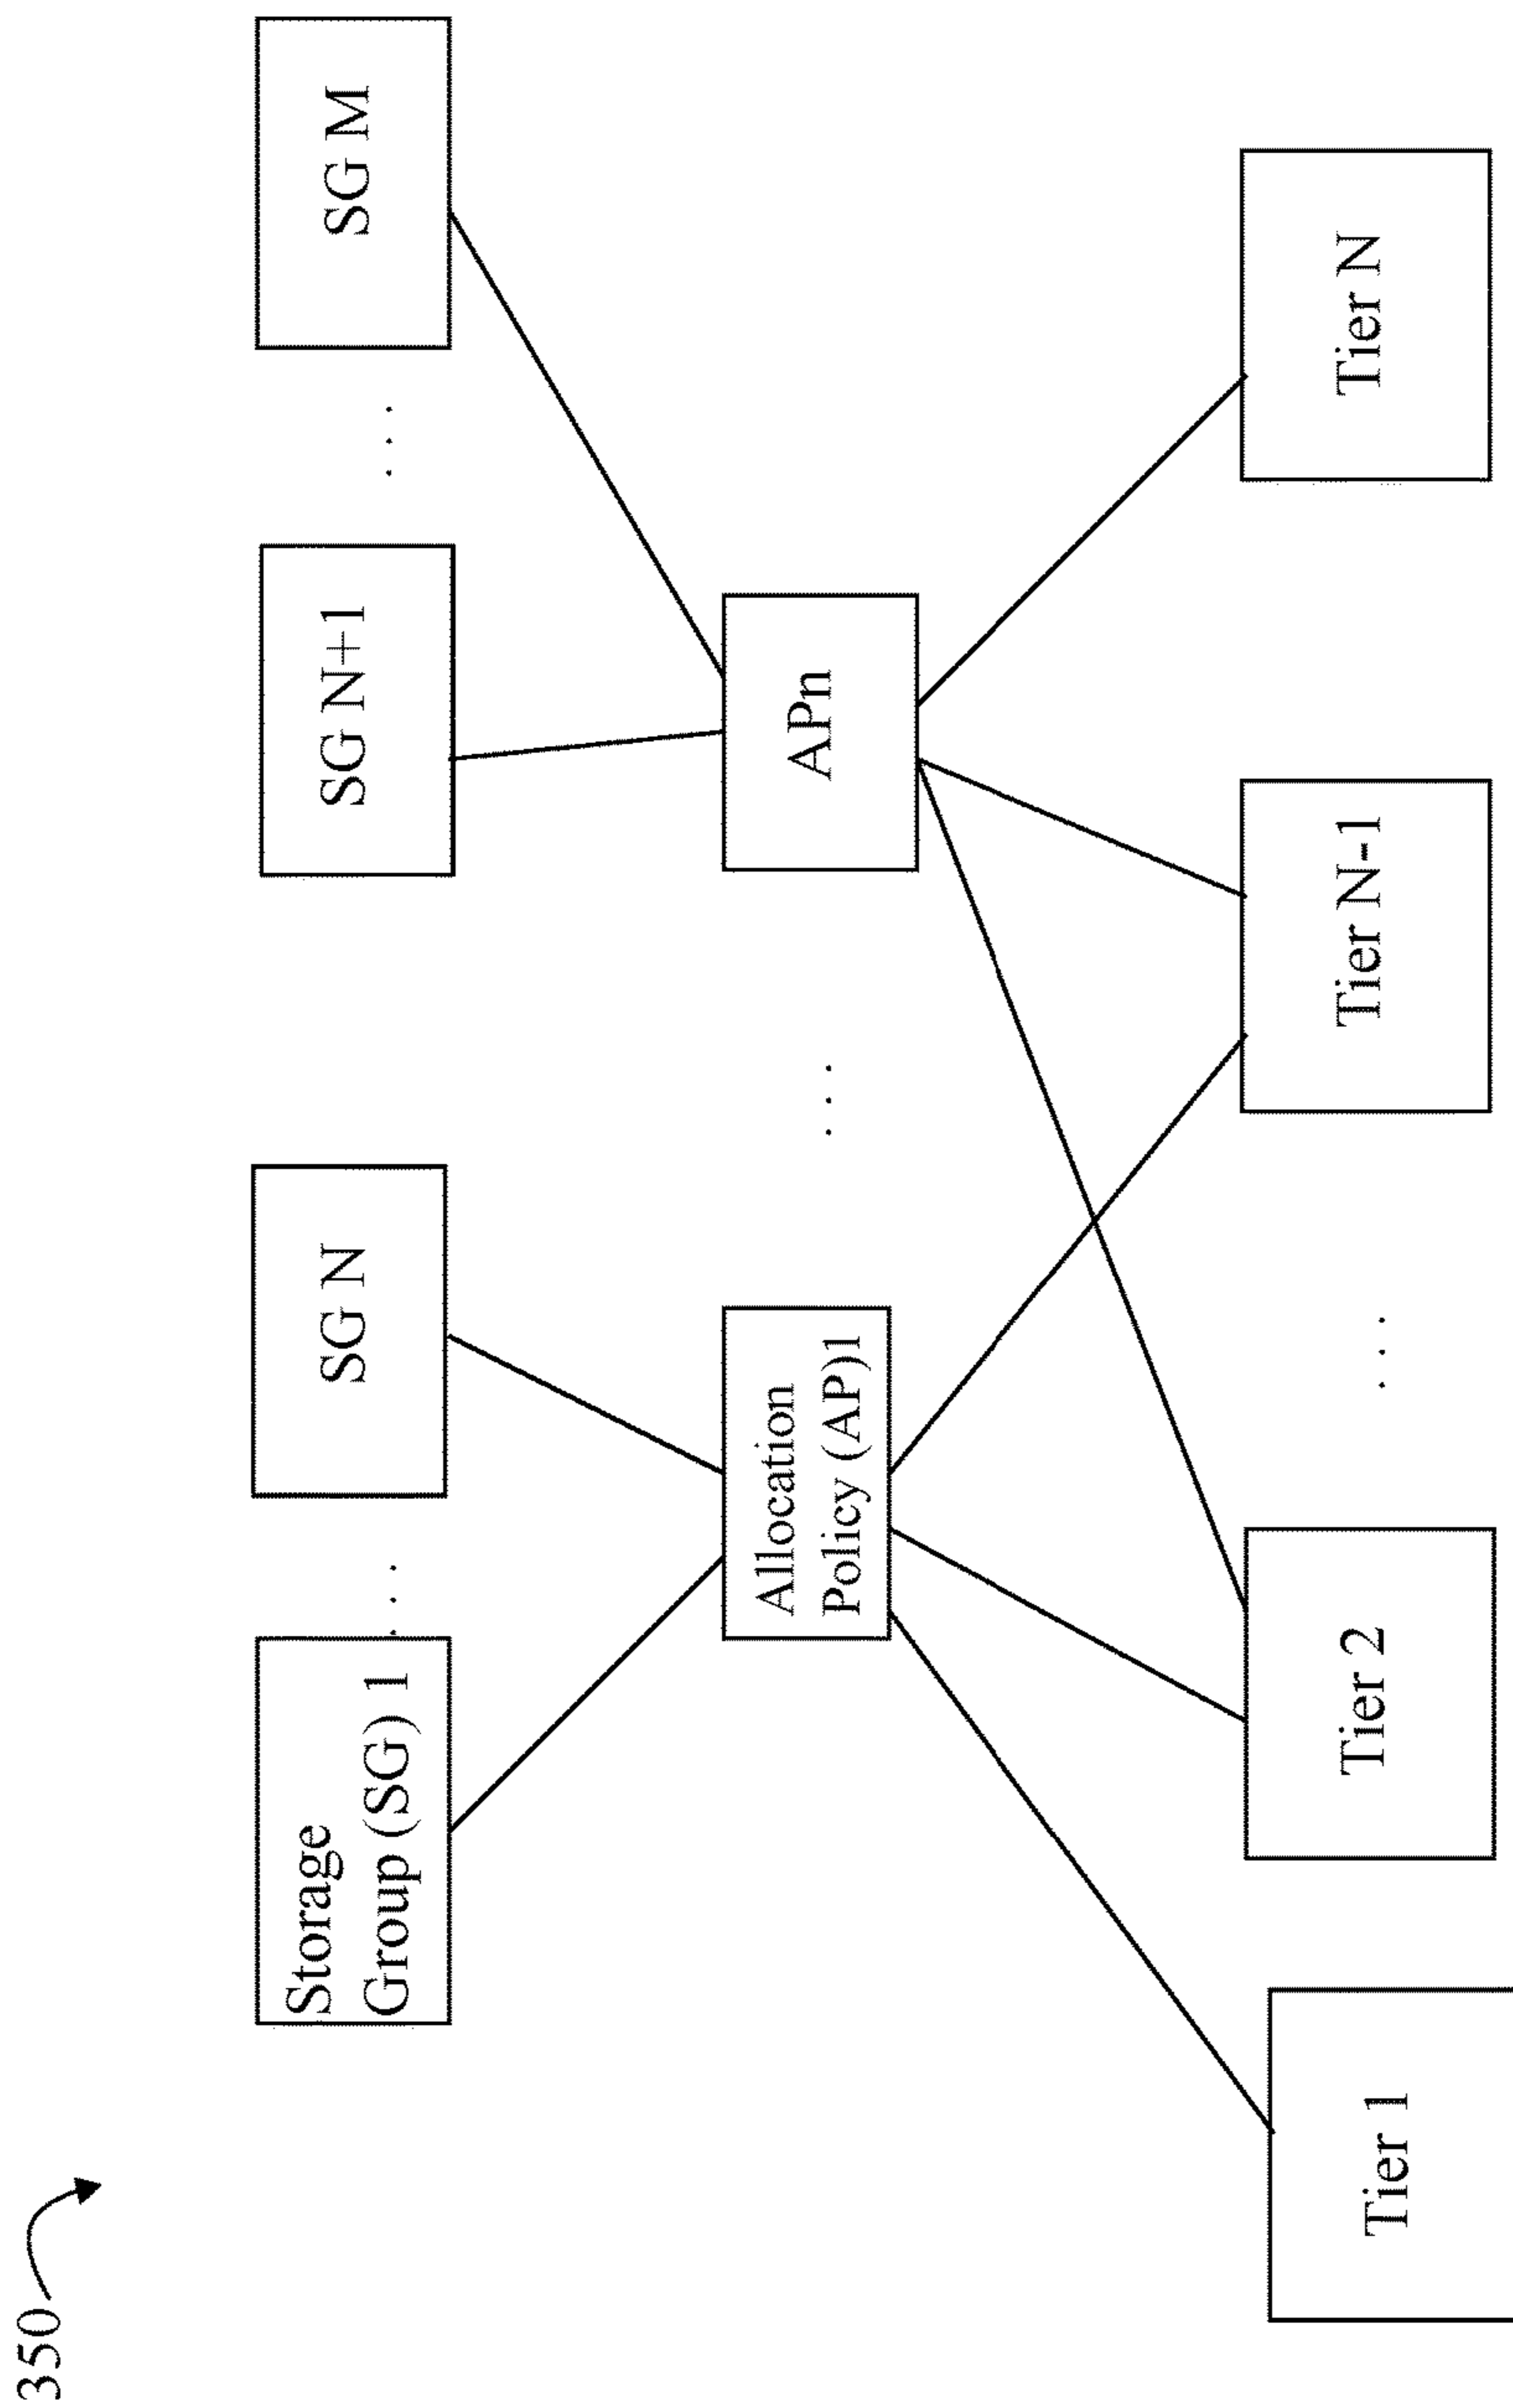 350
Storage
Group (SG) 1
. . .
SG N
SG N+1
. . .
SG M
Allocation
Policy (AP)1
. . .
APn
Tier 1
Tier 2
. . .
Tier N-1
Tier N